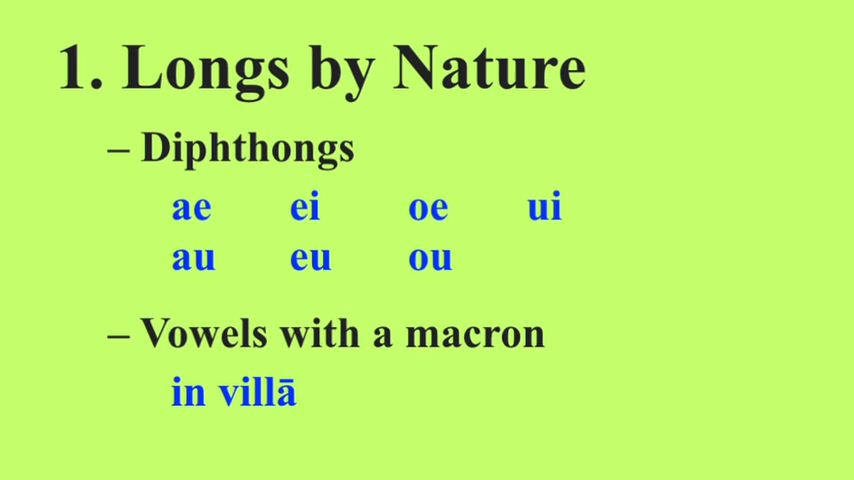 1. Longs by Nature
– Diphthongs
ae ei oe ui
au eu ou
– Vowels with a macron
in villā